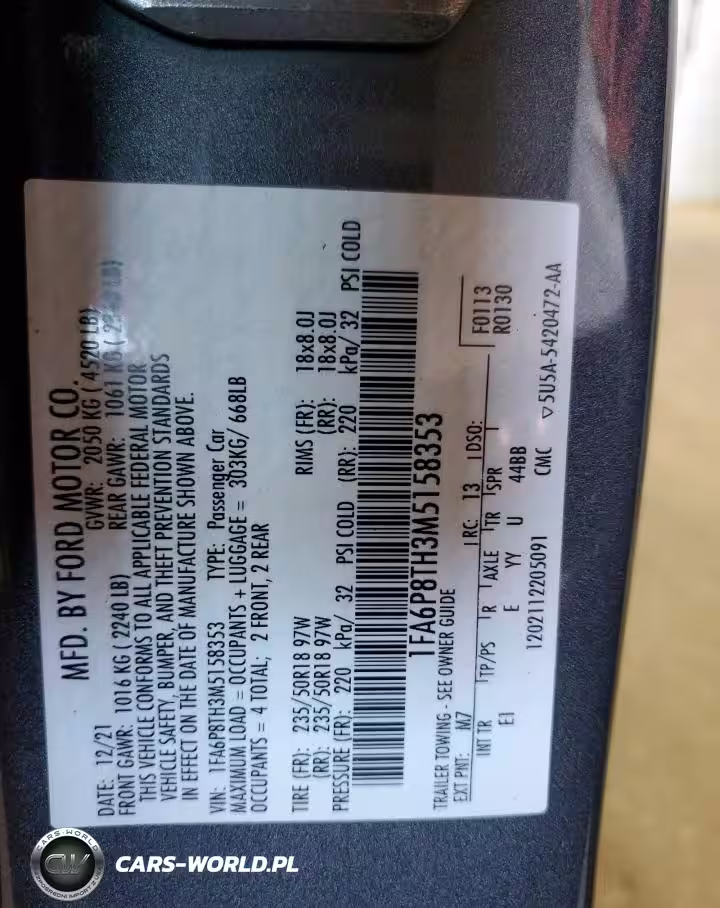 MFD. BY FORD MOTOR CO.
DATE: 12/21 GVWR: 2050 KG ( 4520 LB)
FRONT GAWR: 1016 KG ( 2240 LB) REAR GAWR: 1061 KG
THIS VEHICLE CONFORMS TO ALL APPLICABLE FEDERAL MOTOR
VEHICLE SAFETY, BUMPER, AND THEFT PREVENTION STANDARDS
IN EFFECT ON THE DATE OF MANUFACTURE SHOWN ABOVE.
VIN: 1FA6P8TH3M5158353 TYPE: Passenger Car
MAXIMUM LOAD = OCCUPANTS + LUGGAGE = 303KG/ 668LB
OCCUPANTS = 4 TOTAL; 2 FRONT, 2 REAR
TIRE (FR): 235/50R18 97W RIMS (FR): 18x8.0J
(RR): 235/50R18 97W (RR): 18x8.0J
PRESSURE (FR): 220 kPa/ 32 PSI COLD (RR): 220 kPa/ 32 PSI COLD
1FA6P8TH3M5158353
TRAILER TOWING - SEE OWNER GUIDE F0113
EXT PNT: M7 RC: 13 DSO: R0130
INT TR TP/PS R AXLE TR SPR
EI E YY U 44BB
1202112205091 CMC ▽5U5A-5420472-AA
CARS-WORLD
CW
CARS-WORLD.PL